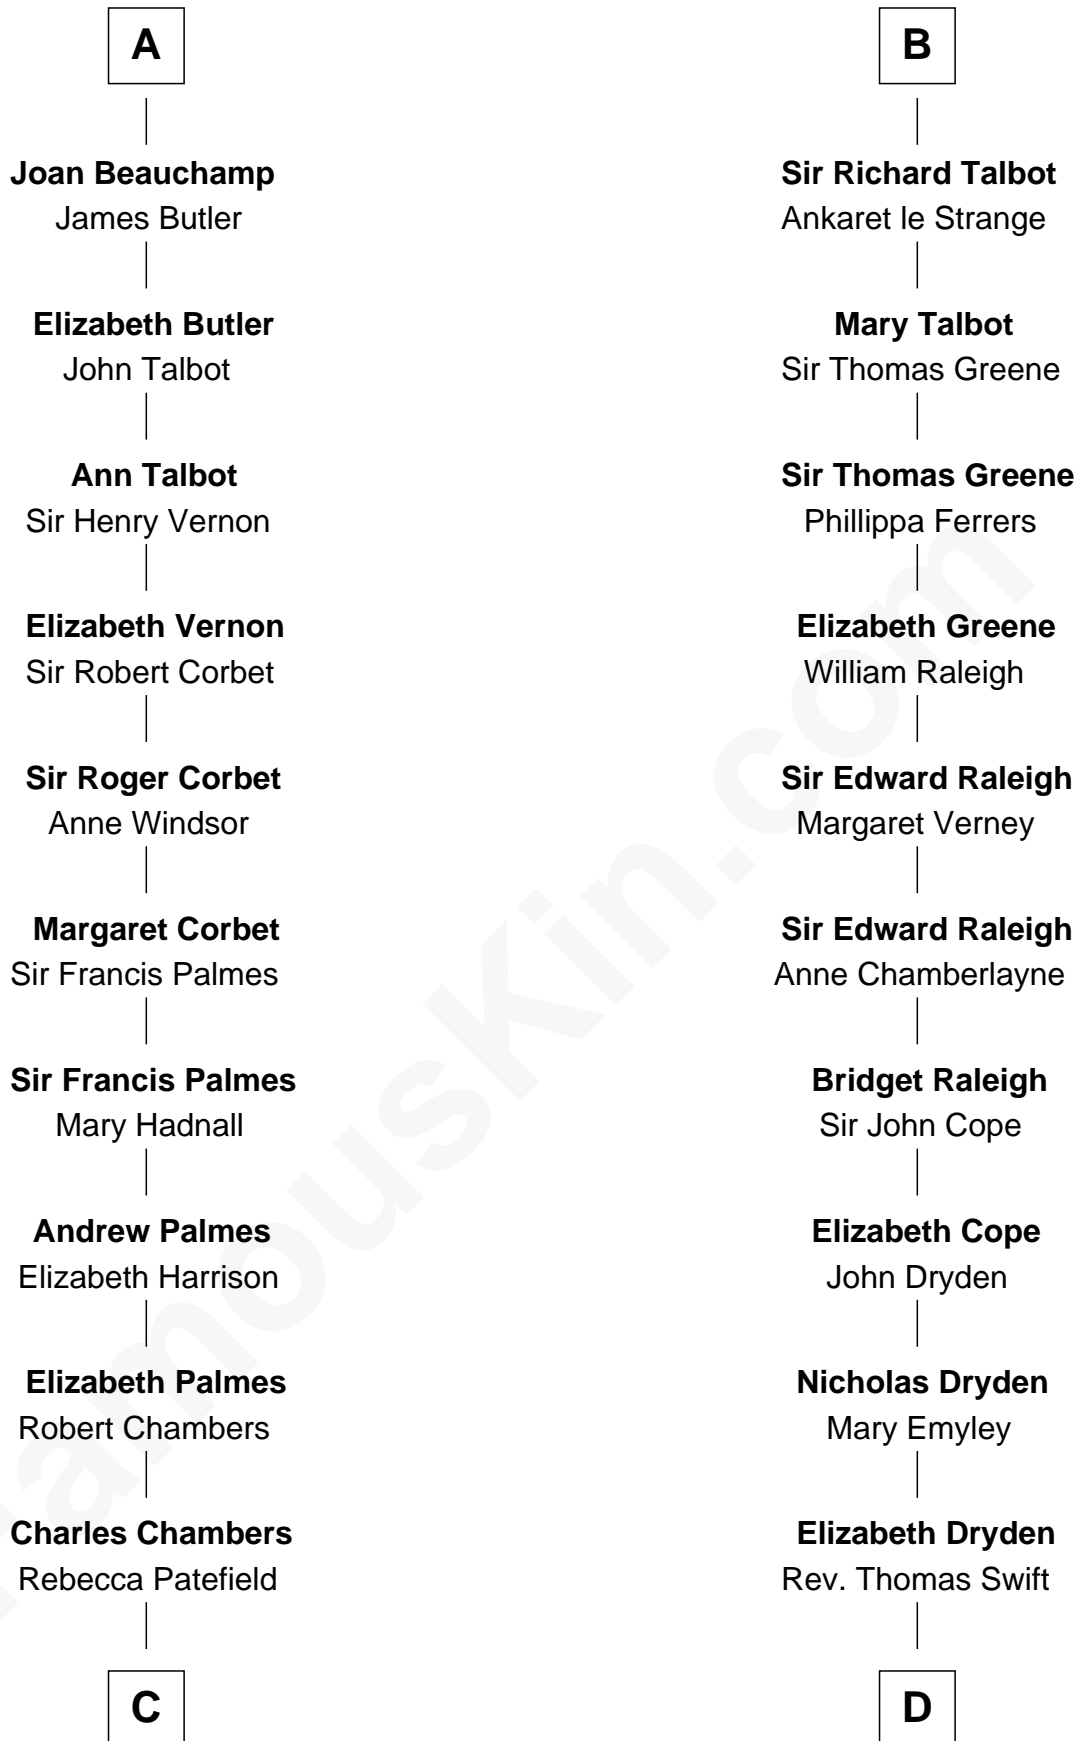 A
Joan Beauchamp
James Butler
Elizabeth Butler
John Talbot
Ann Talbot
Sir Henry Vernon
Elizabeth Vernon
Sir Robert Corbet
Sir Roger Corbet
Anne Windsor
Margaret Corbet
Sir Francis Palmes
Sir Francis Palmes
Mary Hadnall
Andrew Palmes
Elizabeth Harrison
Elizabeth Palmes
Robert Chambers
Charles Chambers
Rebecca Patefield
C
B
Sir Richard Talbot
Ankaret le Strange
Mary Talbot
Sir Thomas Greene
Sir Thomas Greene
Phillippa Ferrers
Elizabeth Greene
William Raleigh
Sir Edward Raleigh
Margaret Verney
Sir Edward Raleigh
Anne Chamberlayne
Bridget Raleigh
Sir John Cope
Elizabeth Cope
John Dryden
Nicholas Dryden
Mary Emyley
Elizabeth Dryden
Rev. Thomas Swift
D
FamousKin.com